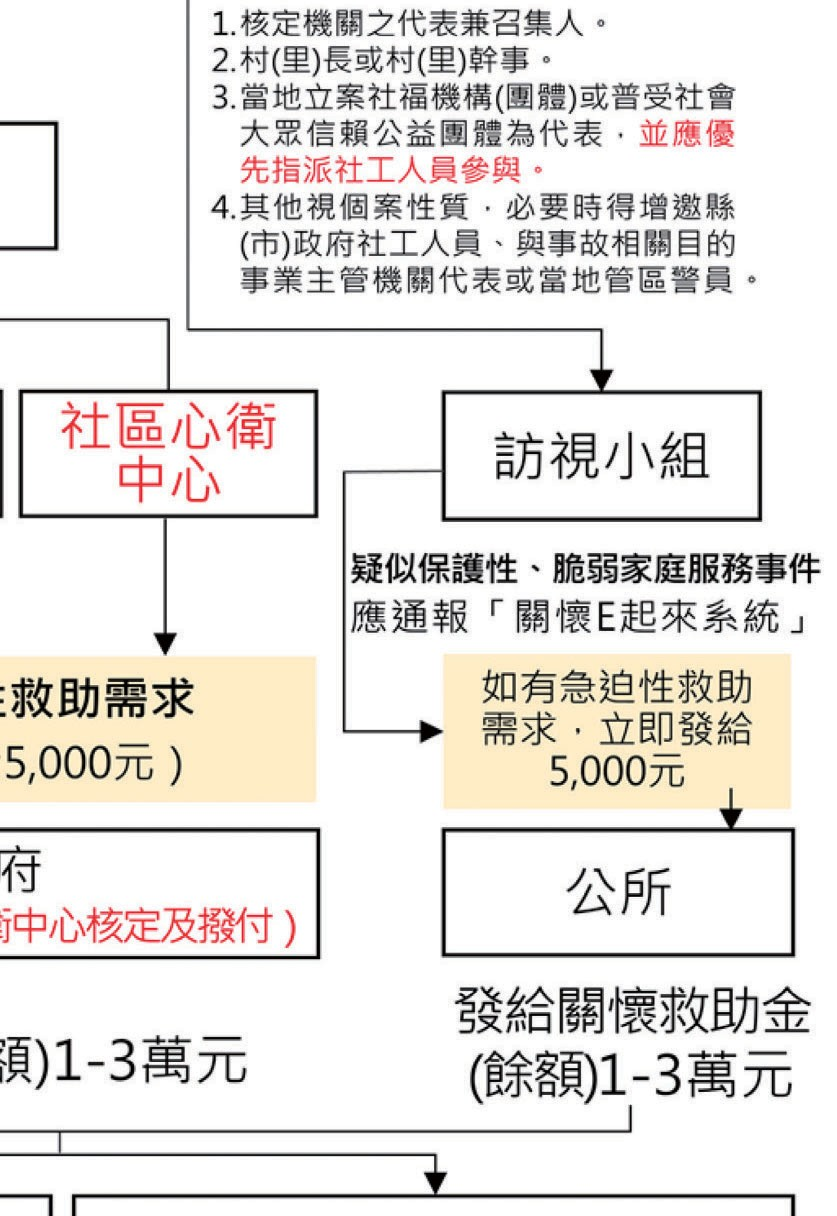 1.核定機關之代表兼召集人。
2.村(里)長或村(里)幹事。
3.當地立案社福機構(團體)或普受社會
大眾信賴公益團體為代表，並應優
先指派社工人員參與。
4.其他視個案性質，必要時得增邀縣
(市)政府社工人員、與事故相關目的
事業主管機關代表或當地管區警員。
社區心衛
中心
訪視小組
疑似保護性、脆弱家庭服務事件
應通報「關懷E起來系統」
救助需求
5,000元）
如有急迫性救助
需求，立即發給
5,000元
府
衛中心核定及撥付）
公所
發給關懷救助金
(餘額)1-3萬元
額)1-3萬元